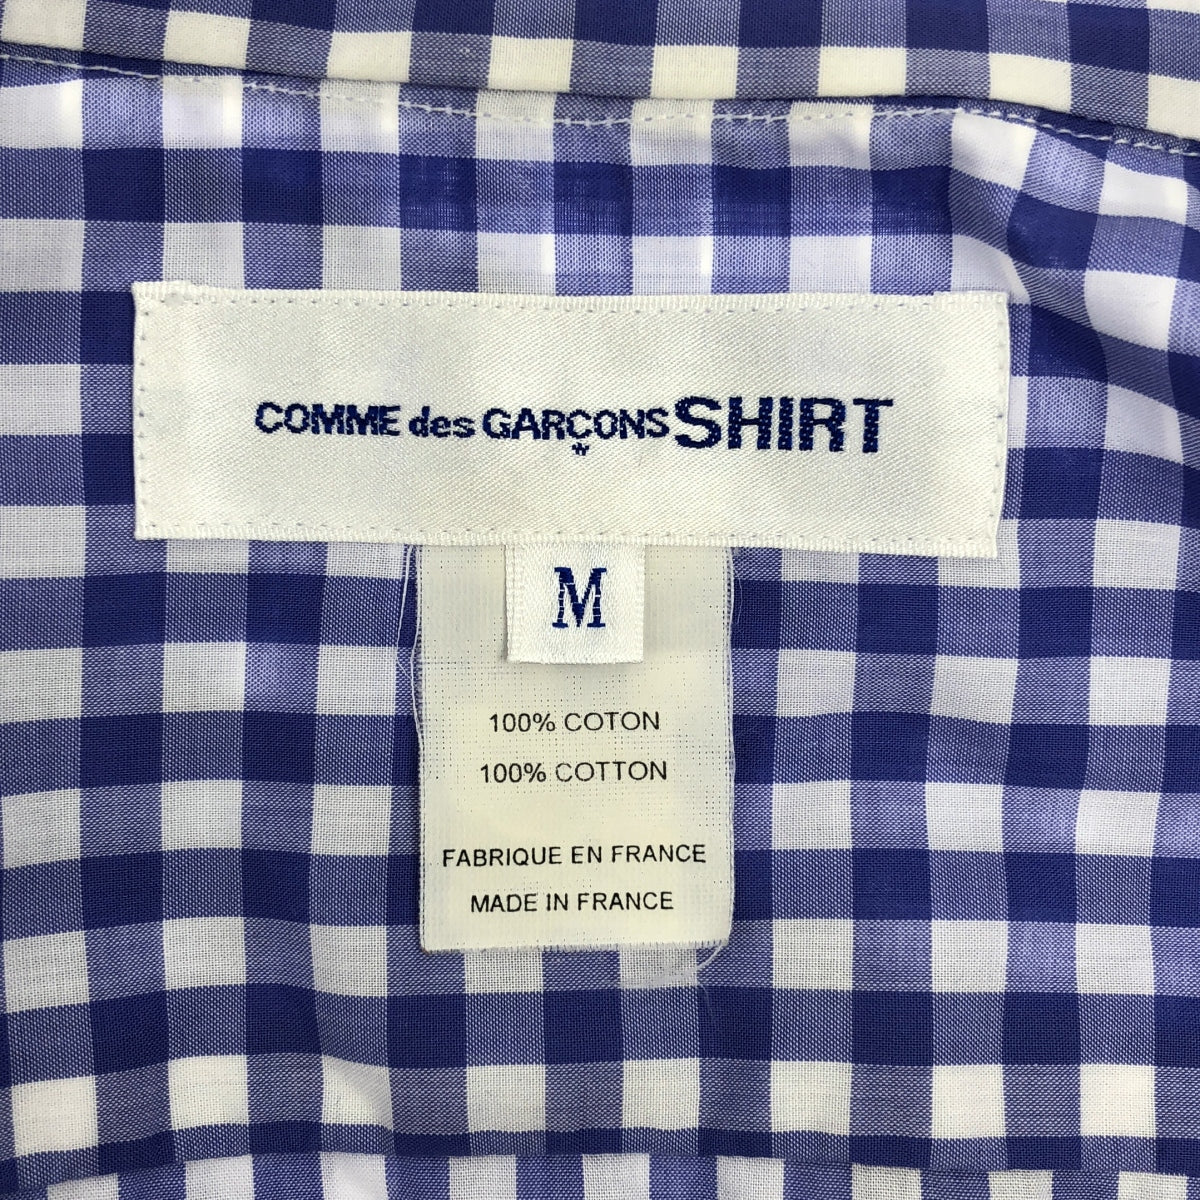 COMME des GARÇONS SHIRT
M
100% COTON
100% COTTON
FABRIQUE EN FRANCE
MADE IN FRANCE